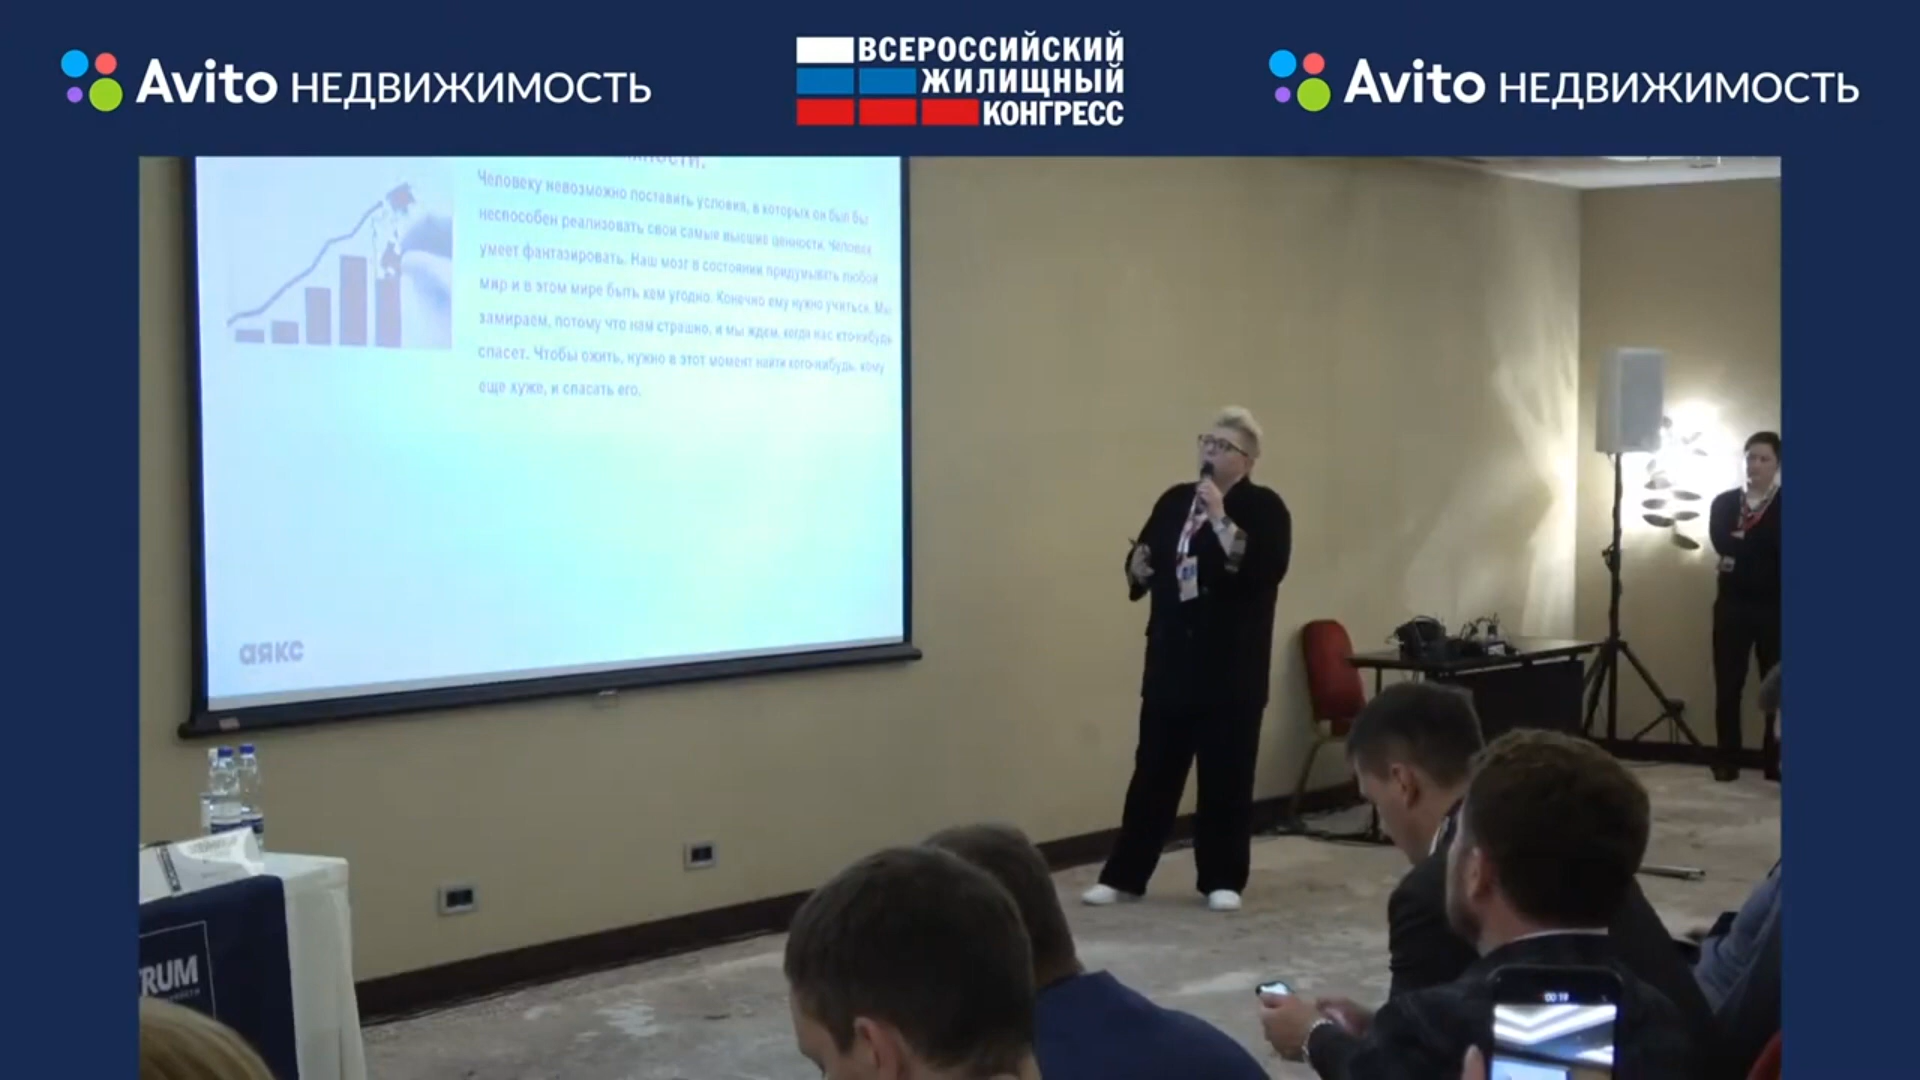 Avito НЕДВИЖИМОСТЬ
ВСЕРОССИЙСКИЙ
ЖИЛИЩНЫЙ
КОНГРЕСС
Avito НЕДВИЖИМОСТЬ
Человеку невозможно поставить условия, в которых он был бы
неспособен реализовать свои самые высшие ценности. Человек
умеет фантазировать. Наш мозг в состоянии придумывать любой
мир и в этом мире быть кем угодно. Конечно ему нужно учиться. Мы
замираем, потому что нам страшно, и мы ждем, когда нас кто-нибудь
спасет. Чтобы ожить, нужно в этот момент найти кого-нибудь, кому
еще хуже, и спасать его.
аякс
RUM
00:19